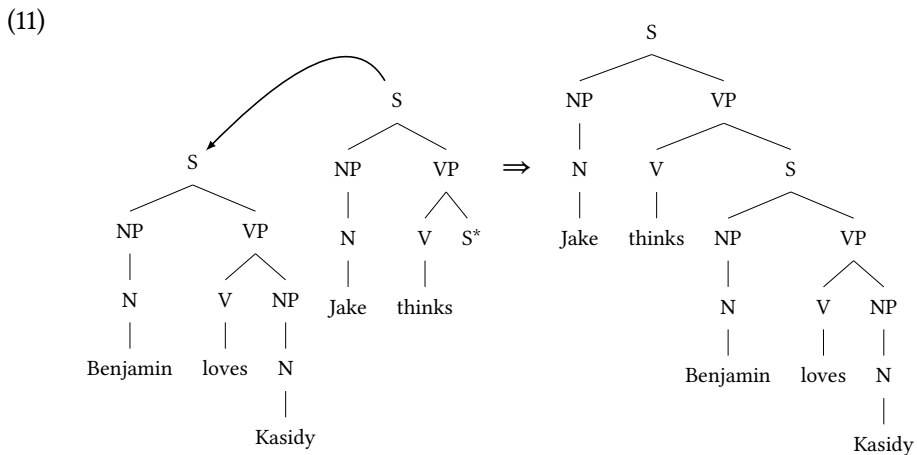 (11)
S
S
NP VP
S
NP VP ⇒ N V S
NP VP N V S* Jake thinks NP VP
N V NP Jake thinks N V NP
Benjamin loves N Benjamin loves N
Kasidy Kasidy